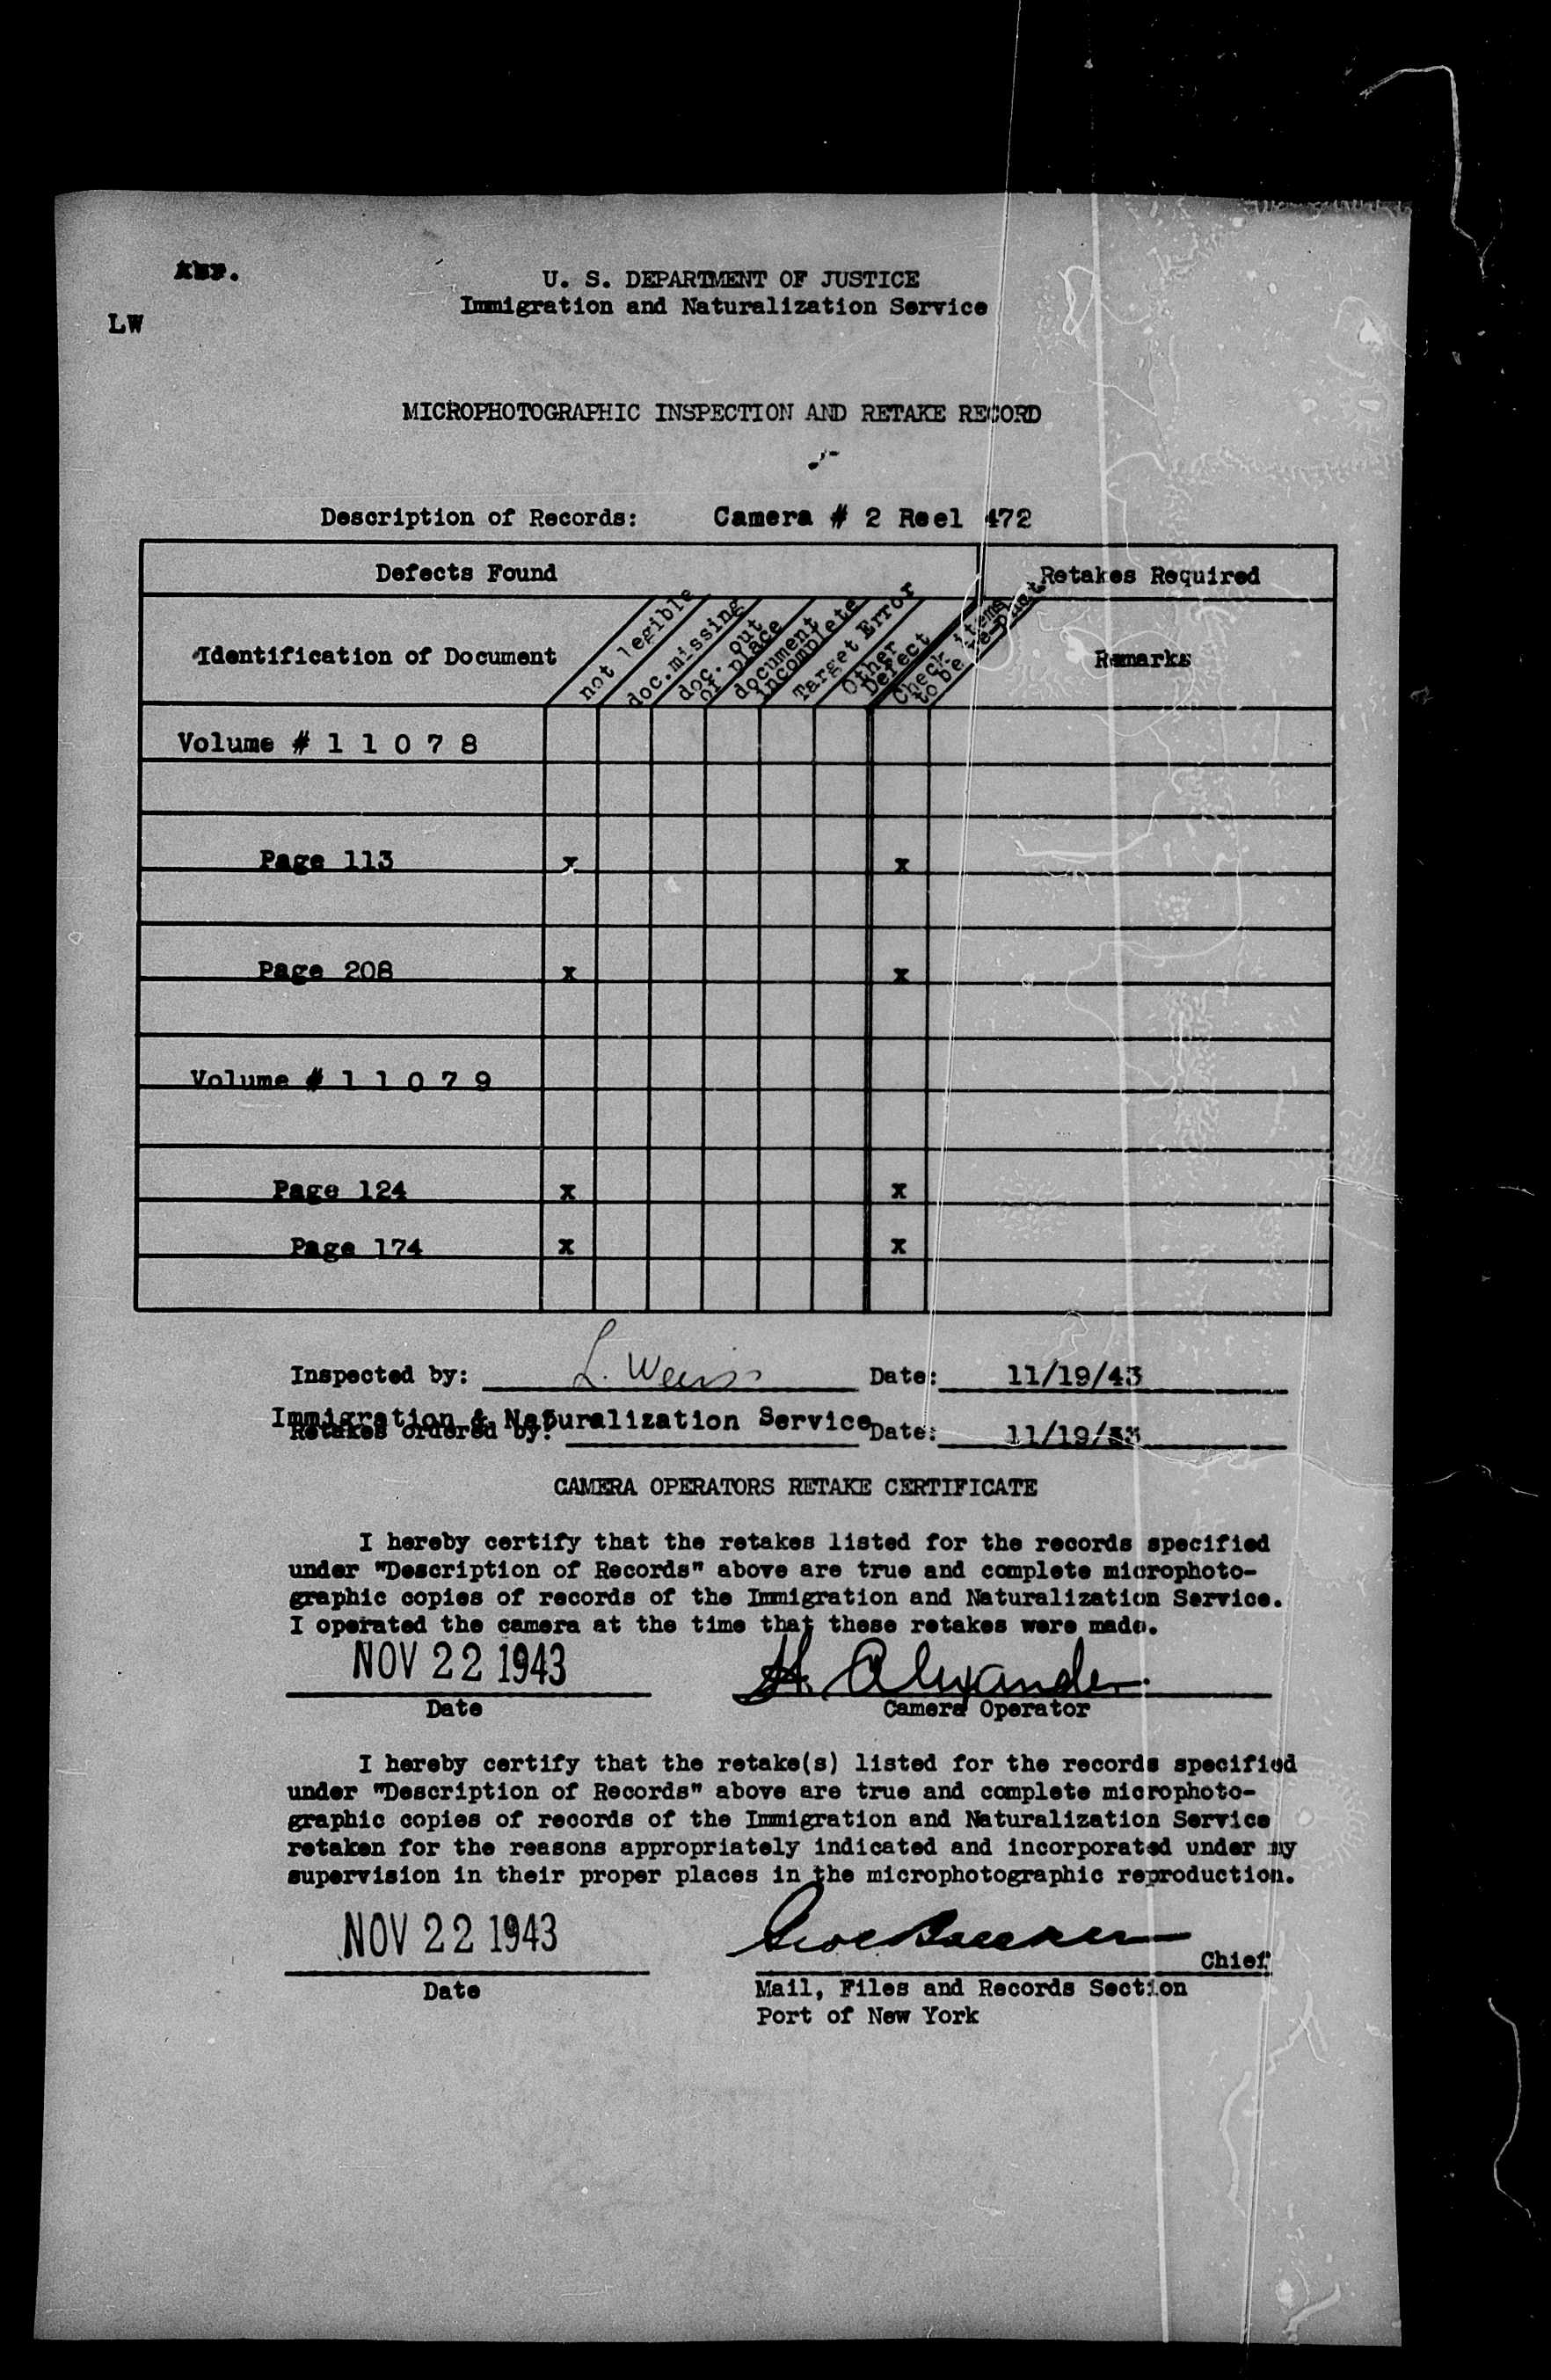 LW
U. S. DEPARTMENT OF JUSTICE
Immigration and Naturalization Service
MICROPHOTOGRAPHIC INSPECTION AND RETAKE RECORD
Description of Records: Camera # 2 Reel 472
Defects Found
Retakes Required
Identification of Document
not legible
doc. missing
doc. out
of place
document
incomplete
Target Error
Other
Defect
Check items
to be
Remarks
Volume # 1 1 0 7 8
Page 113 x x
Page 208 x x
Volume # 1 1 0 7 9
Page 124 x x
Page 174 x x
Inspected by: L. Weiss Date: 11/19/43
Immigration & Naturalization Service
Retakes ordered by: Date: 11/19/
CAMERA OPERATORS RETAKE CERTIFICATE
I hereby certify that the retakes listed for the records specified
under "Description of Records" above are true and complete microphoto-
graphic copies of records of the Immigration and Naturalization Service.
I operated the camera at the time that these retakes were made.
NOV 22 1943 H. Alexander
Date Camera Operator
I hereby certify that the retake(s) listed for the records specified
under "Description of Records" above are true and complete microphoto-
graphic copies of records of the Immigration and Naturalization Service
retaken for the reasons appropriately indicated and incorporated under my
supervision in their proper places in the microphotographic reproduction.
NOV 22 1943
Chief
Date Mail, Files and Records Section
Port of New York